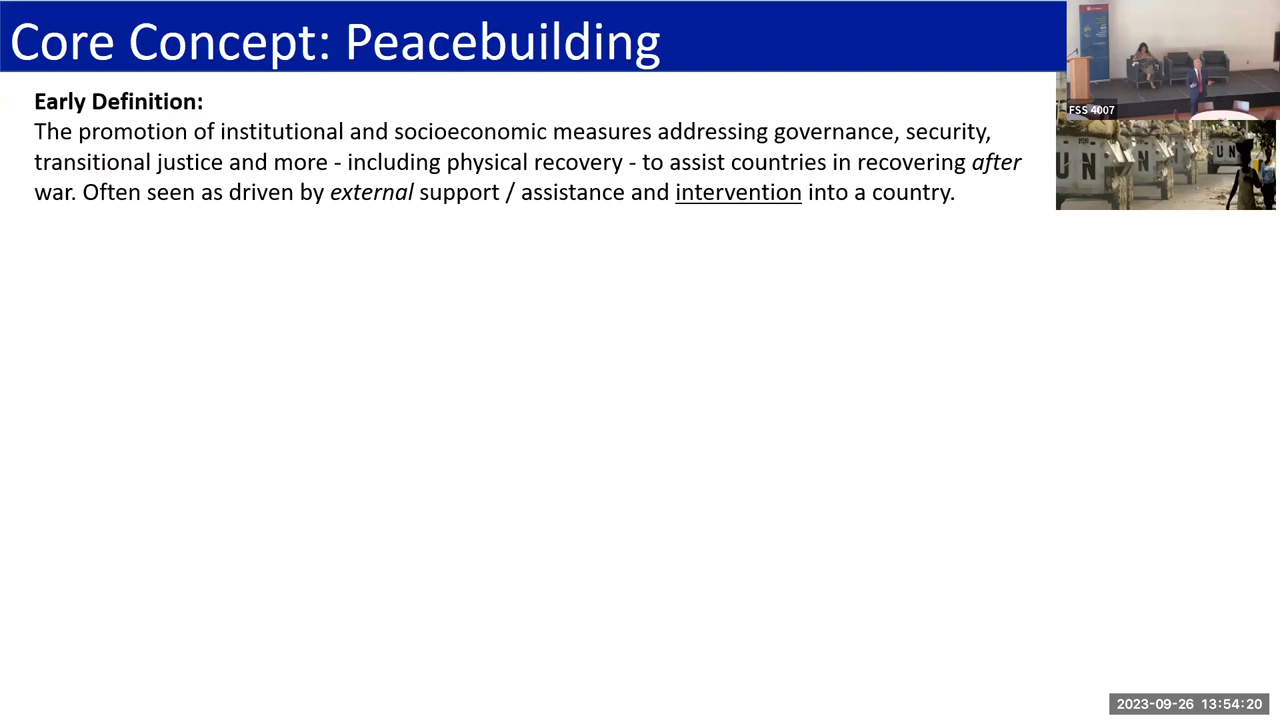 Core Concept: Peacebuilding
Early Definition:
The promotion of institutional and socioeconomic measures addressing governance, security,
transitional justice and more - including physical recovery - to assist countries in recovering after
war. Often seen as driven by external support / assistance and intervention into a country.
FSS 4007
UN
N
UN
2023-09-26 13:54:20